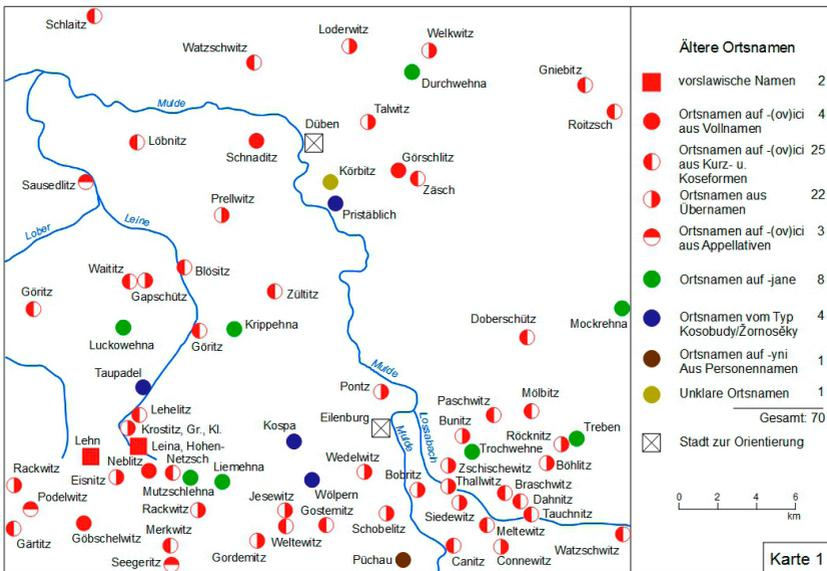 Schlaitz
Loderwitz
Welkwitz
Watzschwitz
Durchwehna
Gniebitz
Mulde
Talwitz
Roitzsch
Düben
Löbnitz
Schnaditz
Görschlitz
Körbitz
Zäsch
Sausedlitz
Prellwitz
Pristäblich
Lober
Leine
Waititz
Blösitz
Gapschütz
Göritz
Zültitz
Luckowehna
Göritz
Krippehna
Doberschütz
Mockrehna
Taupadel
Mulde
Pontz
Lehelitz
Paschwitz
Mölbitz
Krostitz, Gr., Kl.
Kospa
Eilenburg
Mulde
Lossabach
Bunitz
Röcknitz
Treben
Lehn
Leina, Hohen-
Trochwehne
Neblitz
Netzsch
Liemehna
Wedelwitz
Zschischewitz
Böhlitz
Rackwitz
Eisnitz
Mutzschlehna
Wölpern
Bobritz
Thallwitz
Braschwitz
Podelwitz
Rackwitz
Jesewitz
Gostemitz
Dahnitz
Siedewitz
Tauchnitz
Göbschelwitz
Schobelitz
Gärtitz
Merkwitz
Weltewitz
Meltewitz
Watzschwitz
Seegeritz
Gordemitz
Püchau
Canitz
Connewitz
Ältere Ortsnamen
vorslawische Namen 2
Ortsnamen auf -(ov)ici 4
aus Vollnamen
Ortsnamen auf -(ov)ici 25
aus Kurz- u.
Koseformen
Ortsnamen aus 22
Übernamen
Ortsnamen auf -(ov)ici 3
aus Appellativen
Ortsnamen auf -jane 8
Ortsnamen vom Typ 4
Kosobudy/Žornosěky
Ortsnamen auf -yni 1
Aus Personennamen
Unklare Ortsnamen 1
Gesamt: 70
Stadt zur Orientierung
0 2 4 6
km
Karte 1